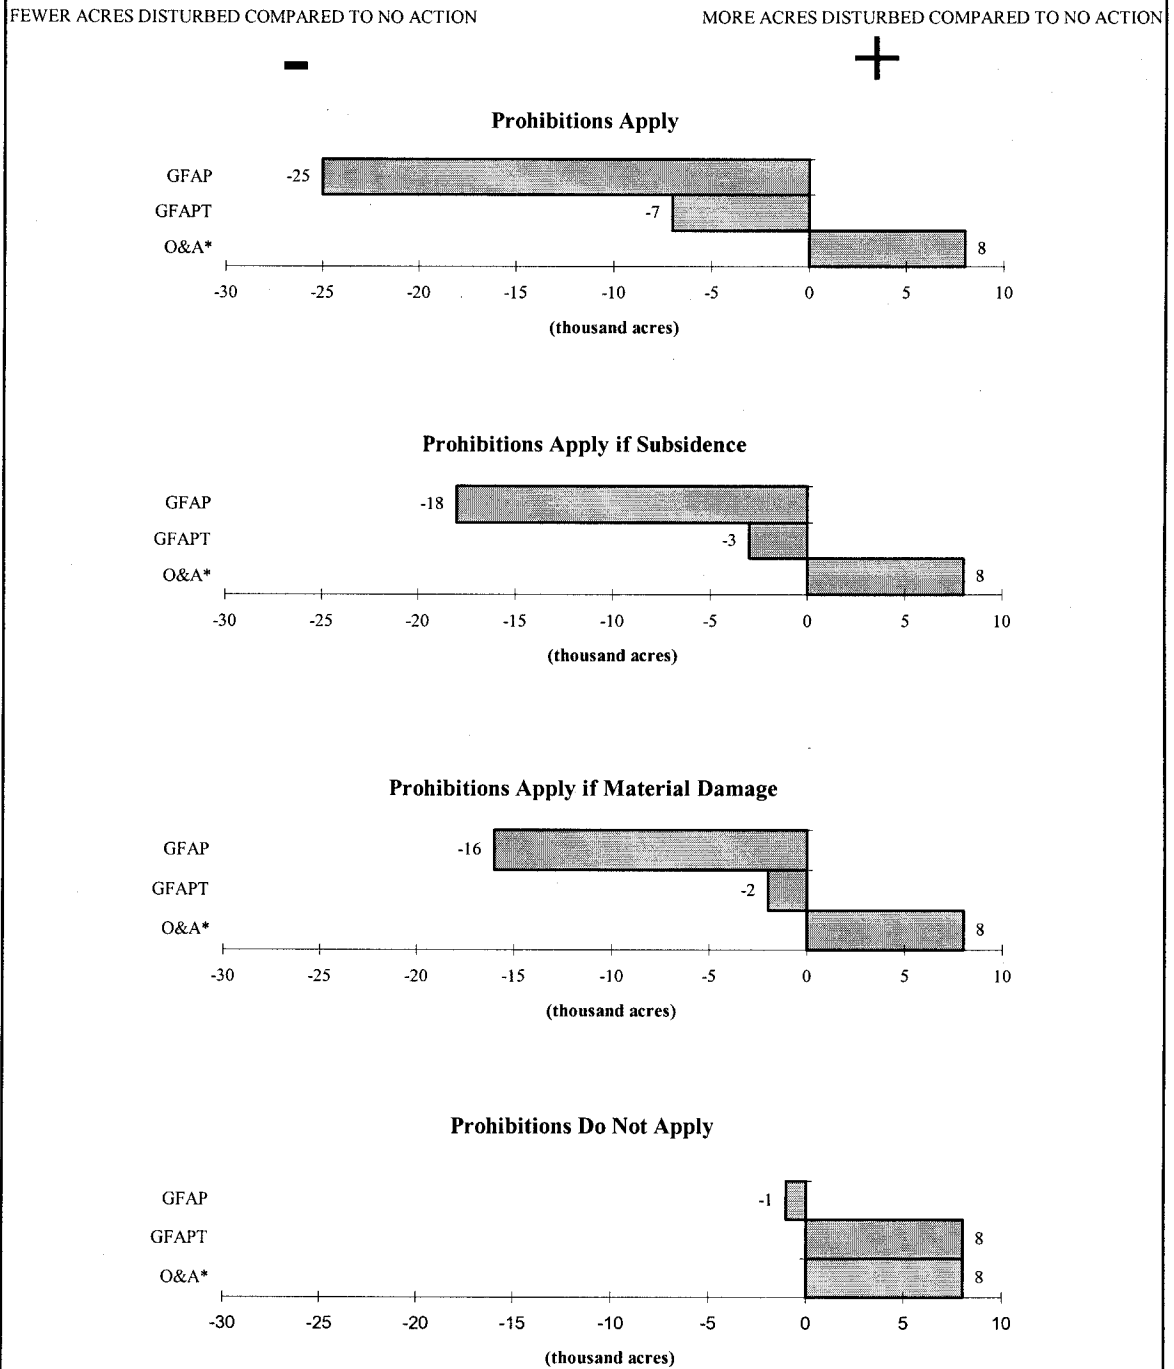 FEWER ACRES DISTURBED COMPARED TO NO ACTION MORE ACRES DISTURBED COMPARED TO NO ACTION
- +
Prohibitions Apply
GFAP -25
GFAPT -7
O&A* 8
-30 -25 -20 -15 -10 -5 0 5 10
(thousand acres)
Prohibitions Apply if Subsidence
GFAP -18
GFAPT -3
O&A* 8
-30 -25 -20 -15 -10 -5 0 5 10
(thousand acres)
Prohibitions Apply if Material Damage
GFAP -16
GFAPT -2
O&A* 8
-30 -25 -20 -15 -10 -5 0 5 10
(thousand acres)
Prohibitions Do Not Apply
GFAP -1
GFAPT 8
O&A* 8
-30 -25 -20 -15 -10 -5 0 5 10
(thousand acres)